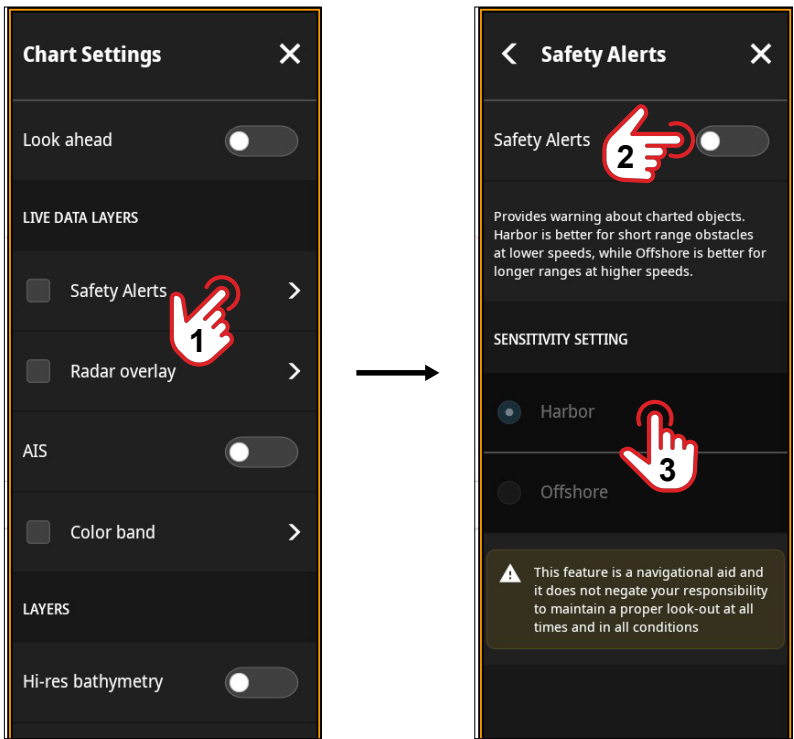 Chart Settings
Look ahead
LIVE DATA LAYERS
Safety Alerts
1
Radar overlay
AIS
Color band
LAYERS
Hi-res bathymetry
Safety Alerts
Safety Alerts
2
Provides warning about charted objects.
Harbor is better for short range obstacles
at lower speeds, while Offshore is better for
longer ranges at higher speeds.
SENSITIVITY SETTING
Harbor
3
Offshore
This feature is a navigational aid and
it does not negate your responsibility
to maintain a proper look-out at all
times and in all conditions